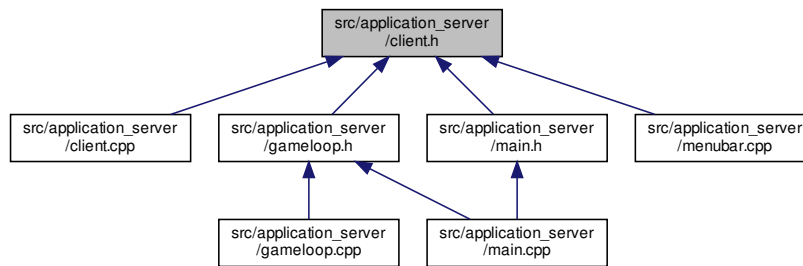 src/application_server
/client.h
src/application_server
/client.cpp
src/application_server
/gameloop.h
src/application_server
/main.h
src/application_server
/menubar.cpp
src/application_server
/gameloop.cpp
src/application_server
/main.cpp